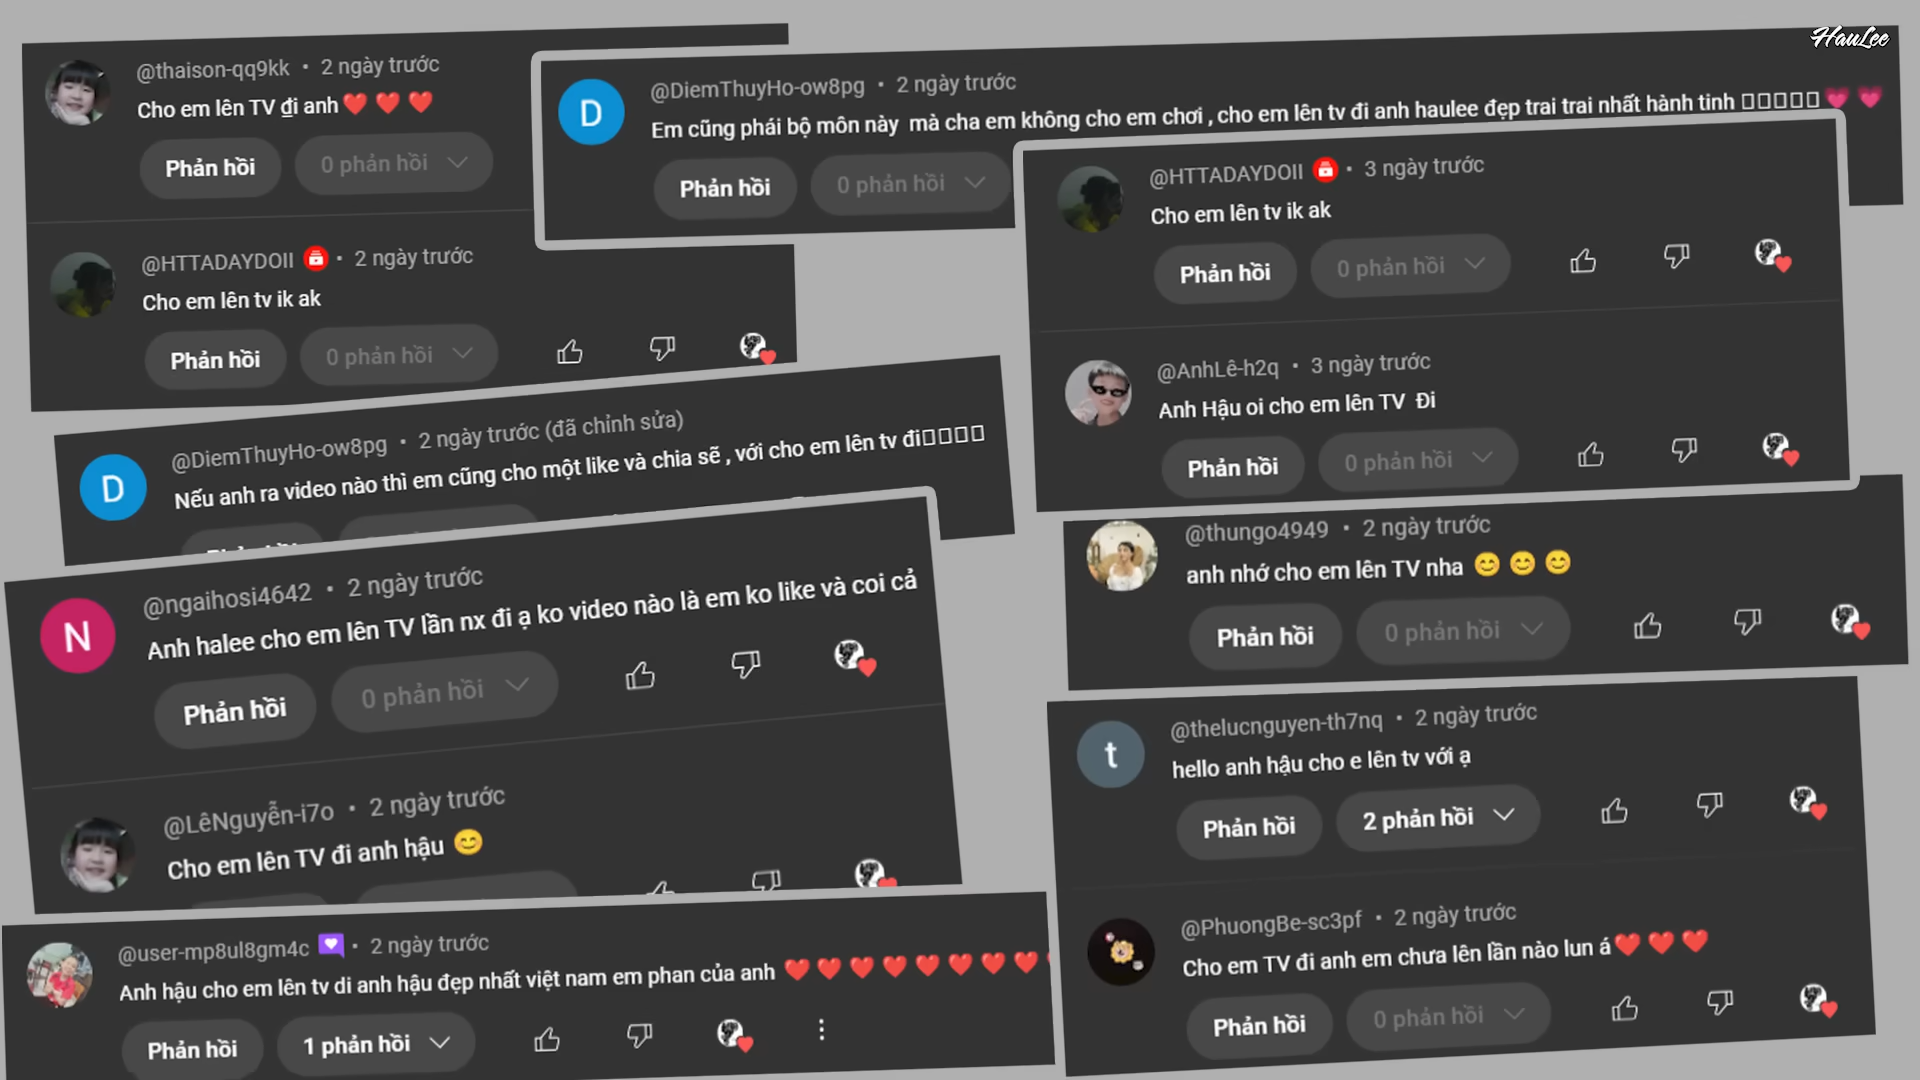 HauLee
@thaison-qq9kk • 2 ngày trước
Cho em lên TV đi anh❤️ ❤️ ❤️
Phản hồi
0 phản hồi
@HTTADAYDOII • 2 ngày trước
Cho em lên tv ik ak
Phản hồi
0 phản hồi
D
@DiemThuyHo-ow8pg • 2 ngày trước
Em cũng phái bộ môn này mà cha em không cho em chơi , cho em lên tv đi anh haulee đẹp trai trai nhất hành tinh 💗 💗
Phản hồi
0 phản hồi
@HTTADAYDOII • 3 ngày trước
Cho em lên tv ik ak
Phản hồi
0 phản hồi
@AnhLê-h2q • 3 ngày trước
Anh Hậu oi cho em lên TV Đi
Phản hồi
0 phản hồi
D
@DiemThuyHo-ow8pg • 2 ngày trước (đã chỉnh sửa)
Nếu anh ra video nào thì em cũng cho một like và chia sẽ , với cho em lên tv đi
N
@ngaihosi4642 • 2 ngày trước
Anh halee cho em lên TV lần nx đi ạ ko video nào là em ko like và coi cả
Phản hồi
0 phản hồi
@LêNguyễn-i7o • 2 ngày trước
Cho em lên TV đi anh hậu 😊
@thungo4949 • 2 ngày trước
anh nhớ cho em lên TV nha 😊 😊 😊
Phản hồi
0 phản hồi
t
@thelucnguyen-th7nq • 2 ngày trước
hello anh hậu cho e lên tv với ạ
Phản hồi
2 phản hồi
@PhuongBe-sc3pf • 2 ngày trước
Cho em TV đi anh em chưa lên lần nào lun á❤️ ❤️ ❤️
Phản hồi
0 phản hồi
@user-mp8ul8gm4c • 2 ngày trước
Anh hậu cho em lên tv di anh hậu đẹp nhất việt nam em phan của anh ❤️ ❤️ ❤️ ❤️ ❤️ ❤️ ❤️ ❤️
Phản hồi
1 phản hồi